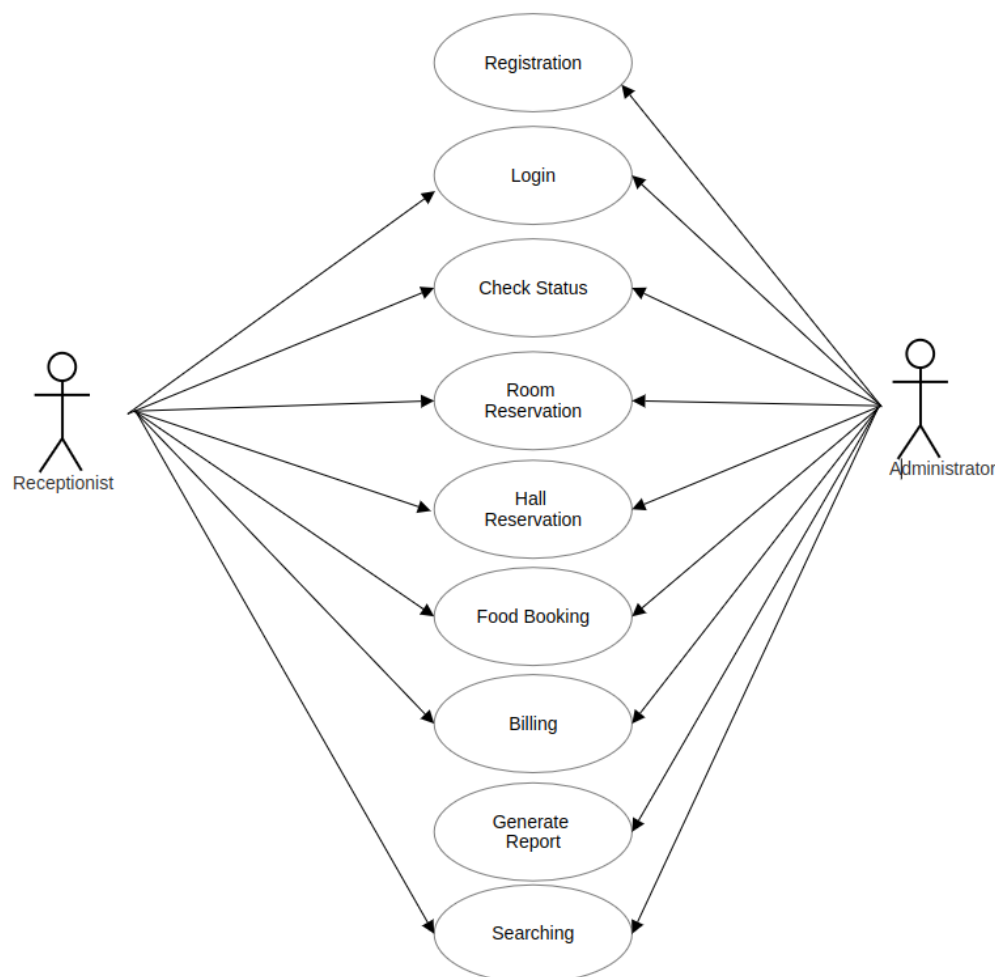 Registration
Login
Check Status
Room
Reservation
Receptionist
Administrator
Hall
Reservation
Food Booking
Billing
Generate
Report
Searching